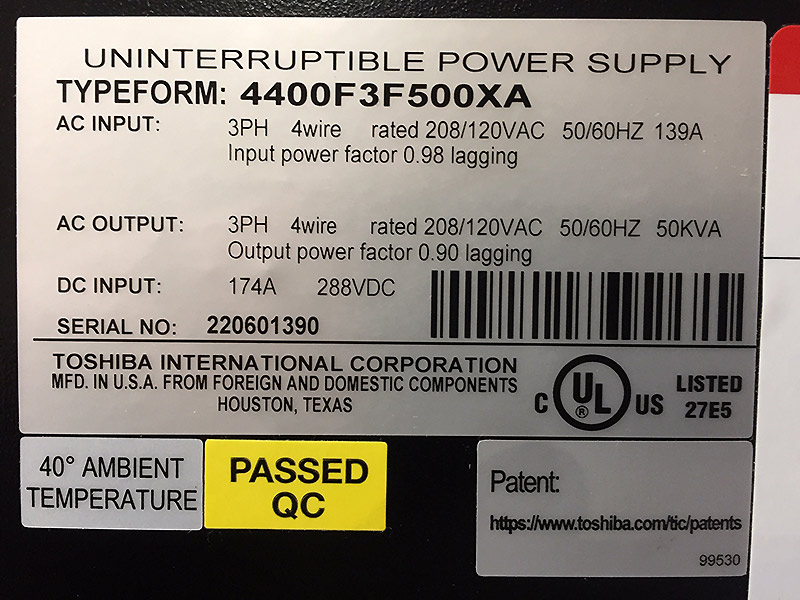 UNINTERRUPTIBLE POWER SUPPLY
TYPEFORM: 4400F3F500XA
AC INPUT: 3PH 4wire rated 208/120VAC 50/60HZ 139A
Input power factor 0.98 lagging
AC OUTPUT: 3PH 4wire rated 208/120VAC 50/60HZ 50KVA
Output power factor 0.90 lagging
DC INPUT: 174A 288VDC
SERIAL NO: 220601390
TOSHIBA INTERNATIONAL CORPORATION
MFD. IN U.S.A. FROM FOREIGN AND DOMESTIC COMPONENTS
HOUSTON, TEXAS
C UL ® US
LISTED
27E5
40° AMBIENT
TEMPERATURE
PASSED
QC
Patent:
https://www.toshiba.com/tic/patents
99530